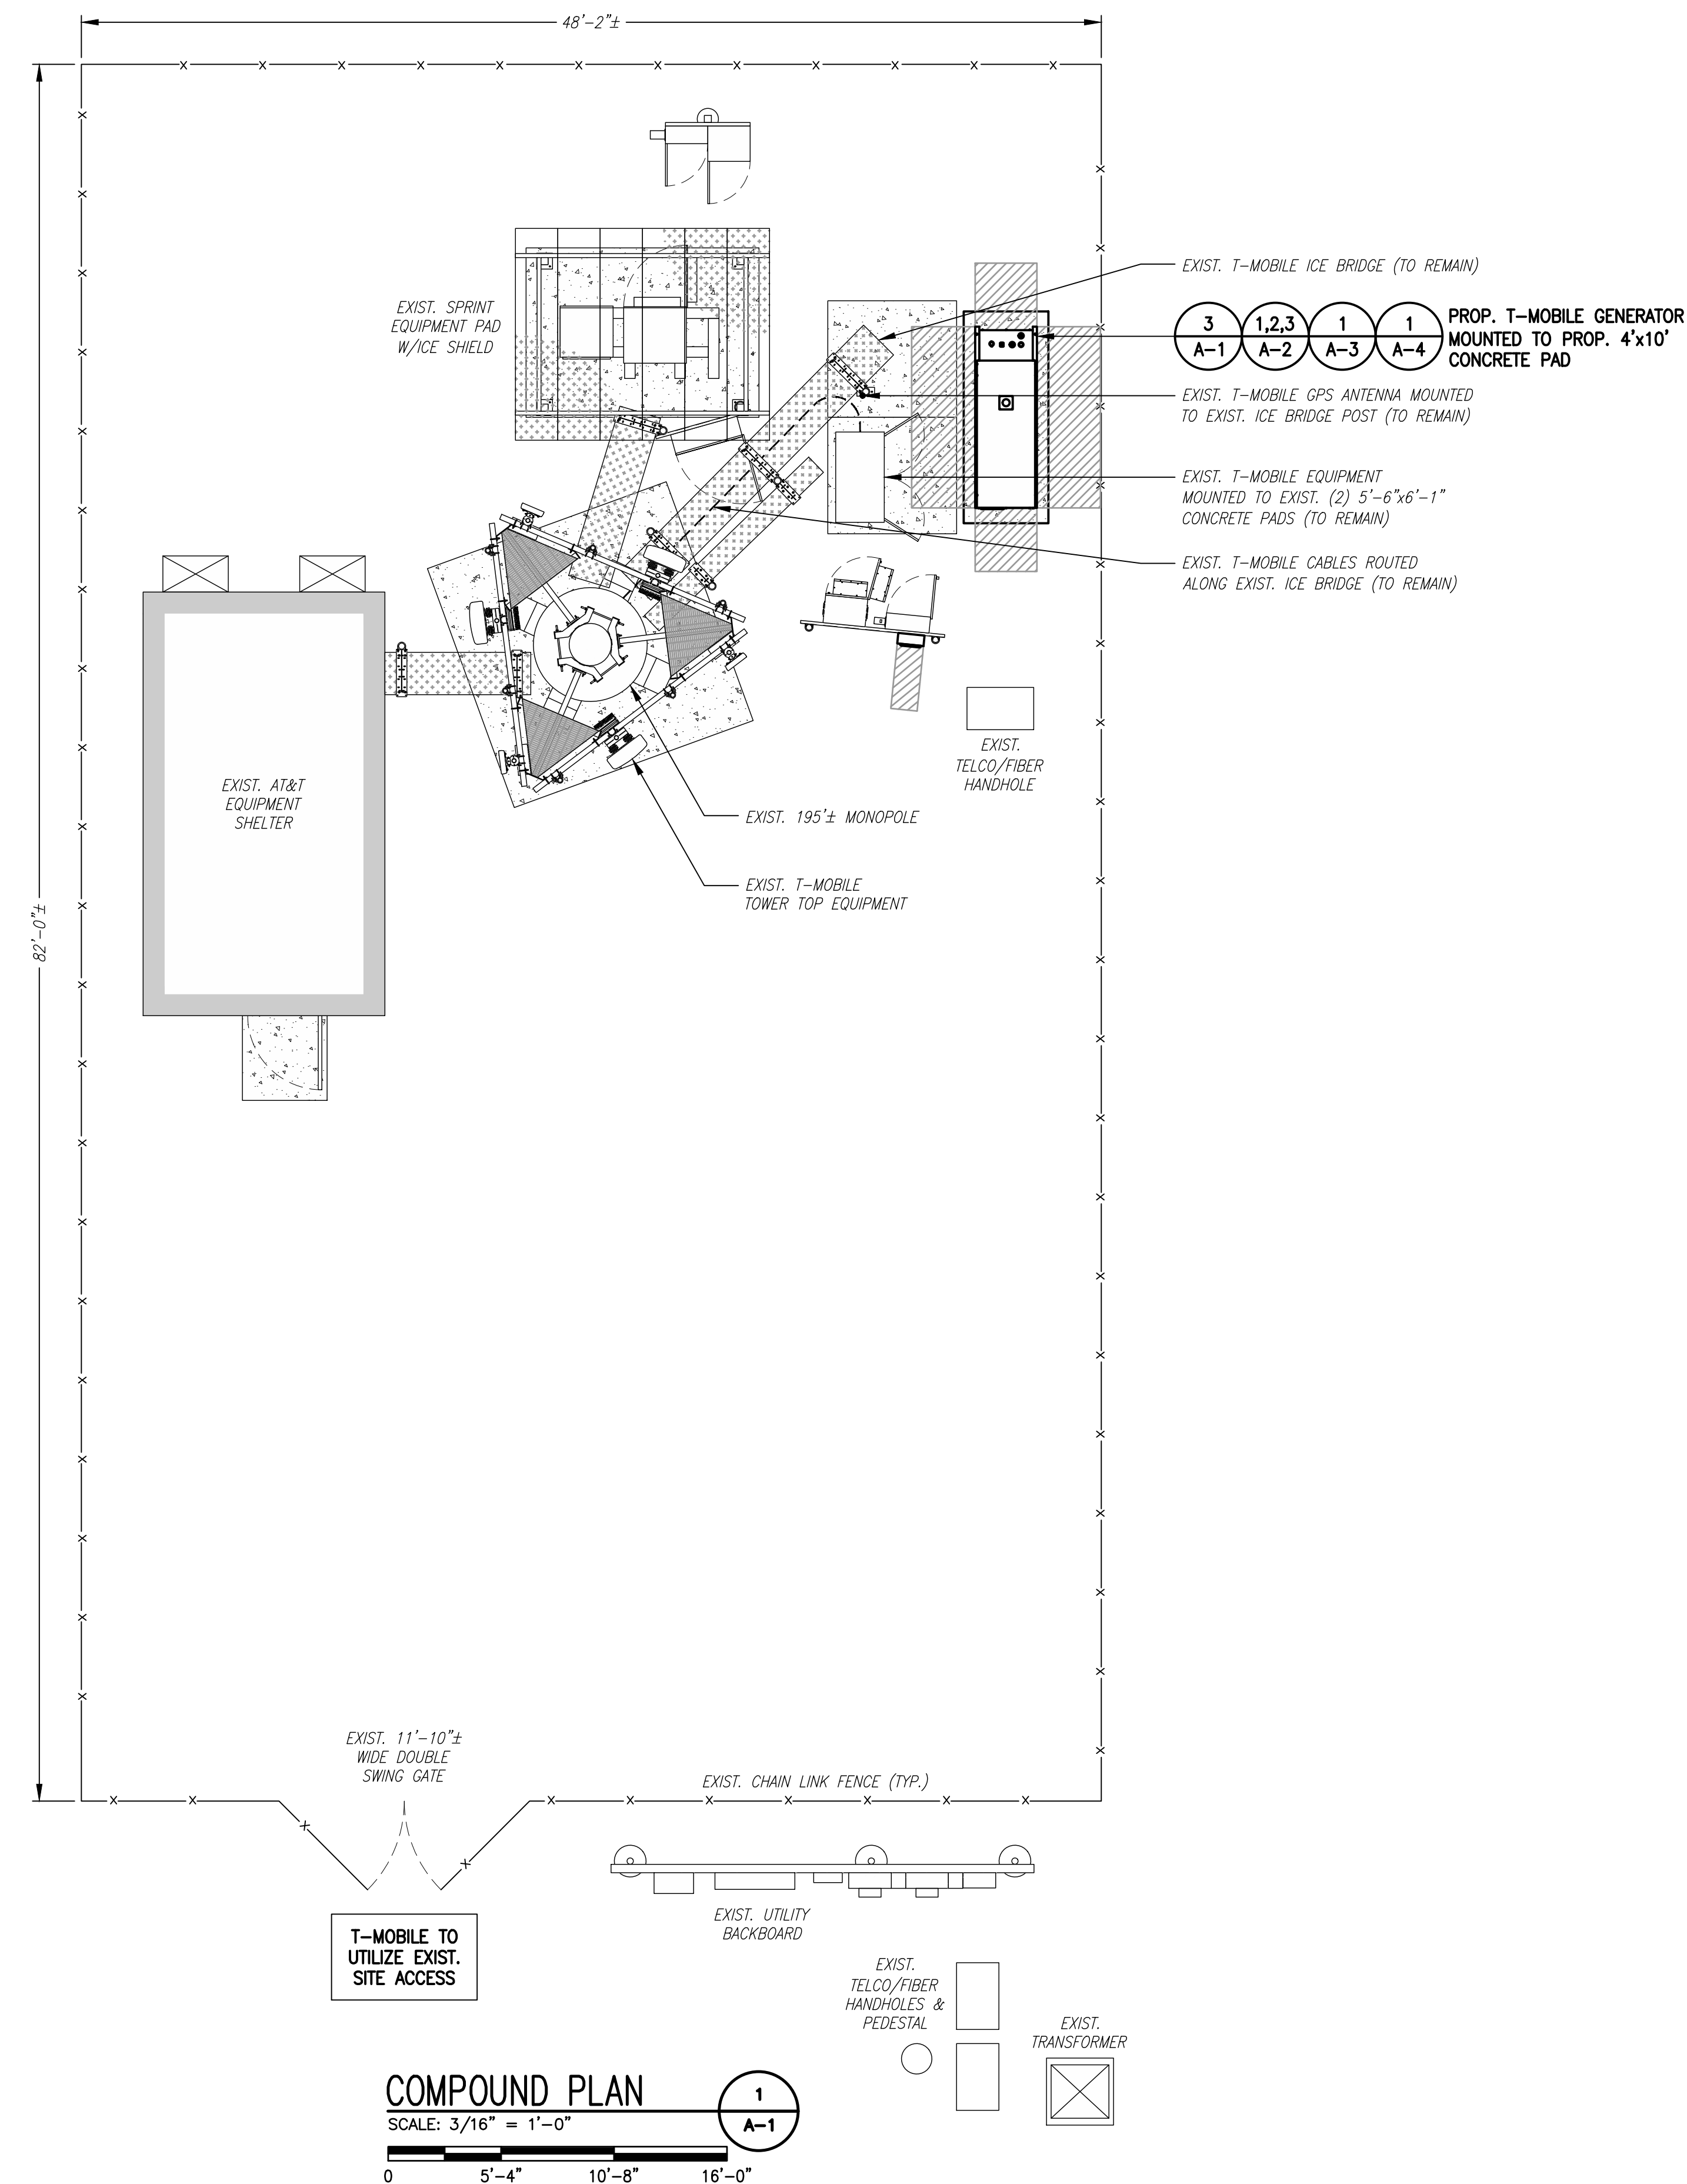 48'-2"±
EXIST. T-MOBILE ICE BRIDGE (TO REMAIN)
3
A-1
1,2,3
A-2
1
A-3
1
A-4
PROP. T-MOBILE GENERATOR
MOUNTED TO PROP. 4'x10'
CONCRETE PAD
EXIST. SPRINT
EQUIPMENT PAD
W/ICE SHIELD
EXIST. T-MOBILE GPS ANTENNA MOUNTED
TO EXIST. ICE BRIDGE POST (TO REMAIN)
EXIST. T-MOBILE EQUIPMENT
MOUNTED TO EXIST. (2) 5'-6"x6'-1"
CONCRETE PADS (TO REMAIN)
EXIST. T-MOBILE CABLES ROUTED
ALONG EXIST. ICE BRIDGE (TO REMAIN)
EXIST.
TELCO/FIBER
HANDHOLE
EXIST. AT&T
EQUIPMENT
SHELTER
EXIST. 195'± MONOPOLE
EXIST. T-MOBILE
TOWER TOP EQUIPMENT
82'-0"±
EXIST. 11'-10"±
WIDE DOUBLE
SWING GATE
EXIST. CHAIN LINK FENCE (TYP.)
EXIST. UTILITY
BACKBOARD
T-MOBILE TO
UTILIZE EXIST.
SITE ACCESS
EXIST.
TELCO/FIBER
HANDHOLES &
PEDESTAL
EXIST.
TRANSFORMER
COMPOUND PLAN
SCALE: 3/16" = 1'-0"
1
A-1
0 5'-4" 10'-8" 16'-0"